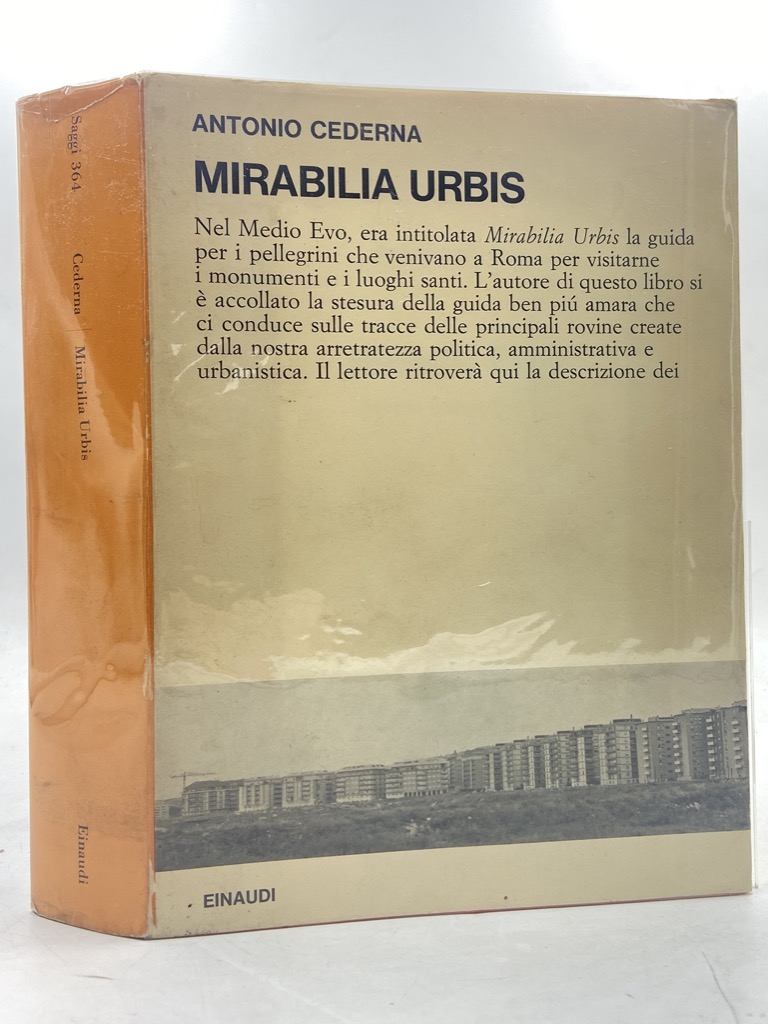 Saggi 364
Cederna | Mirabilia Urbis
Einaudi
ANTONIO CEDERNA
MIRABILIA URBIS
Nel Medio Evo, era intitolata Mirabilia Urbis la guida
per i pellegrini che venivano a Roma per visitarne
i monumenti e i luoghi santi. L'autore di questo libro si
è accollato la stesura della guida ben piú amara che
ci conduce sulle tracce delle principali rovine create
dalla nostra arretratezza politica, amministrativa e
urbanistica. Il lettore ritroverà qui la descrizione dei
EINAUDI